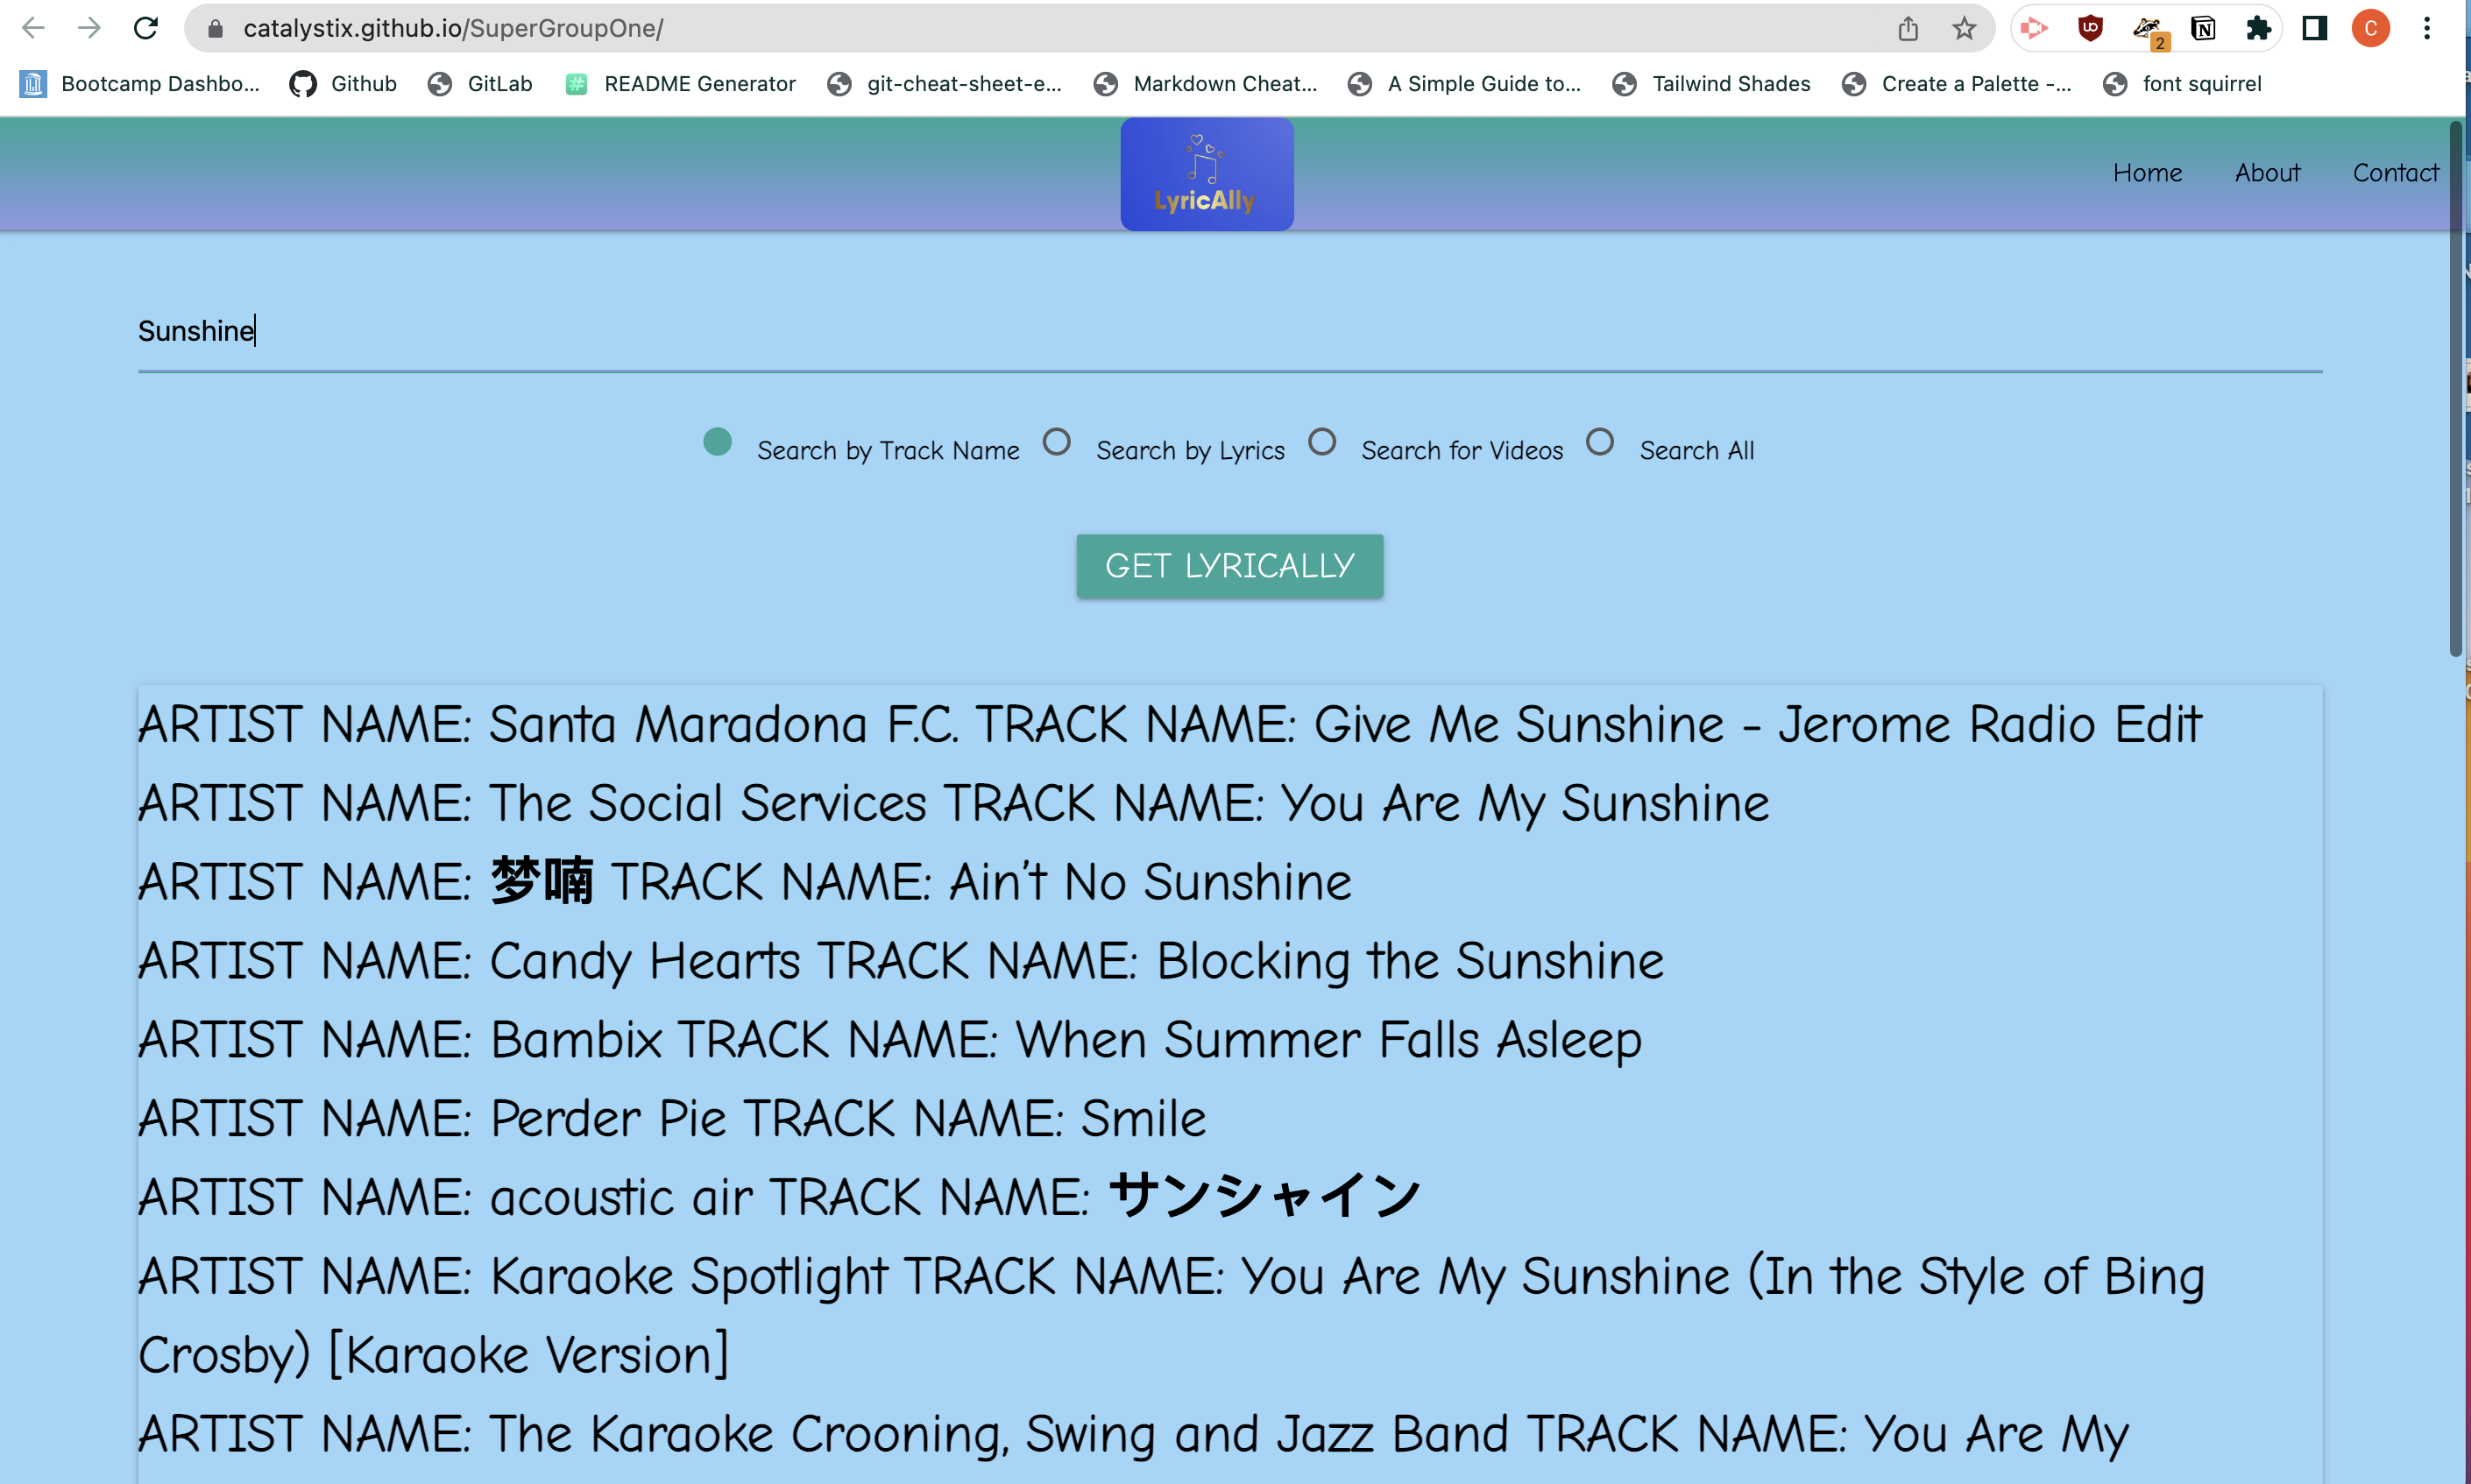 catalystix.github.io/SuperGroupOne/
2
C
Bootcamp Dashbo... Github GitLab README Generator git-cheat-sheet-e... Markdown Cheat... A Simple Guide to... Tailwind Shades Create a Palette -... font squirrel
LyricAlly
Home About Contact
Sunshine
Search by Track Name Search by Lyrics Search for Videos Search All
GET LYRICALLY
ARTIST NAME: Santa Maradona F.C. TRACK NAME: Give Me Sunshine - Jerome Radio Edit
ARTIST NAME: The Social Services TRACK NAME: You Are My Sunshine
ARTIST NAME: 梦喃 TRACK NAME: Ain't No Sunshine
ARTIST NAME: Candy Hearts TRACK NAME: Blocking the Sunshine
ARTIST NAME: Bambix TRACK NAME: When Summer Falls Asleep
ARTIST NAME: Perder Pie TRACK NAME: Smile
ARTIST NAME: acoustic air TRACK NAME: サンシャイン
ARTIST NAME: Karaoke Spotlight TRACK NAME: You Are My Sunshine (In the Style of Bing
Crosby) [Karaoke Version]
ARTIST NAME: The Karaoke Crooning, Swing and Jazz Band TRACK NAME: You Are My